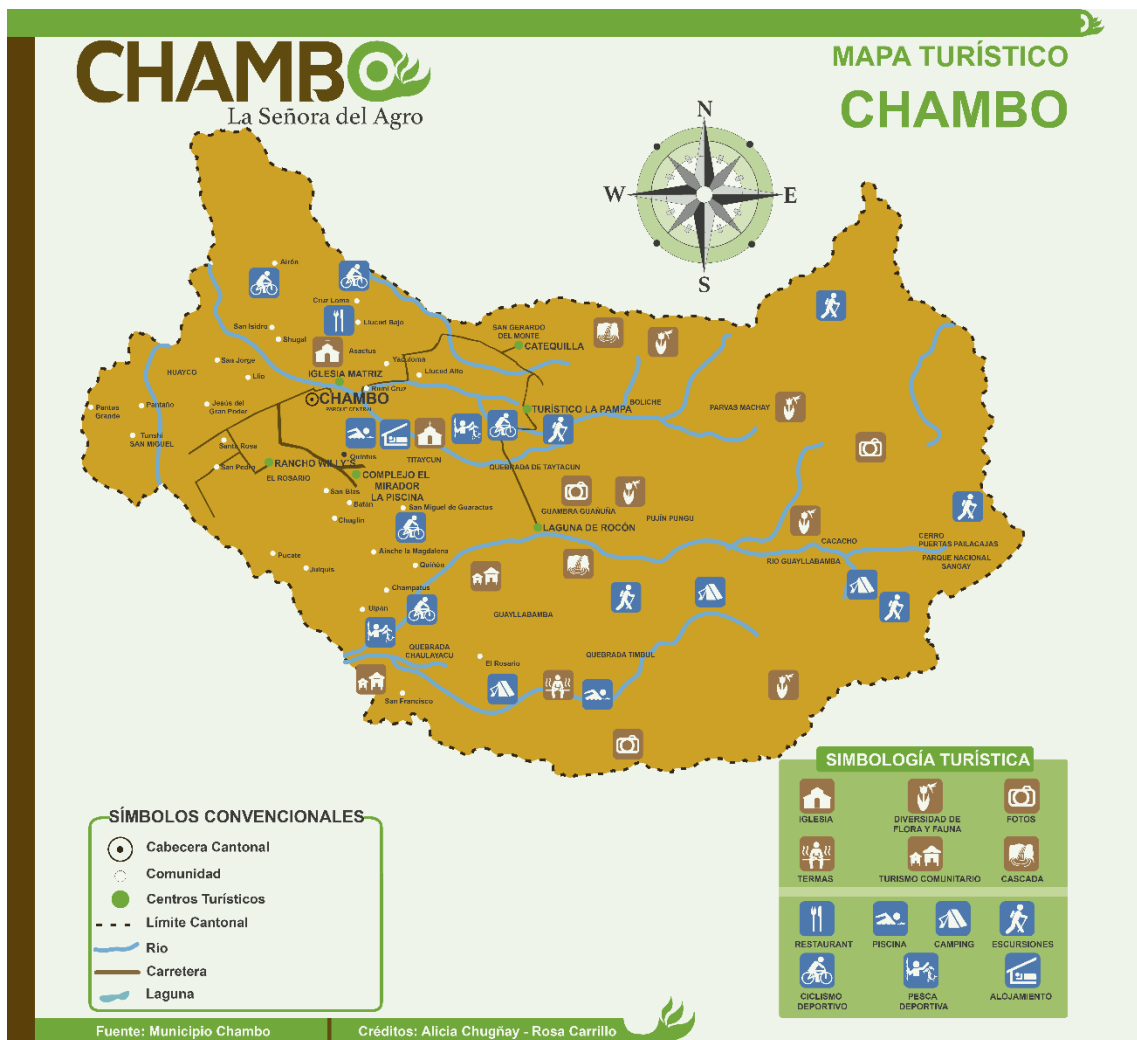 CHAMBO
La Señora del Agro
MAPA TURÍSTICO
CHAMBO
N
W
E
S
Airón
Cruz Loma
San Isidro
Llucud Bajo
Shugal
SAN GERARDO
DEL MONTE
CATEQUILLA
Asactus
San Jorge
HUAYCO
Llio
IGLESIA MATRIZ
Llucud Alto
Rumi Cruz
CHAMBO
PARQUE CENTRAL
Pantus
Grande
Pantaño
Jesús del
Gran Poder
TURÍSTICO LA PAMPA
BOLICHE
PARVAS MACHAY
Tunshi
SAN MIGUEL
Santa Rosa
Quintus
TITAYCUN
San Pedro
RANCHO WILLY'S
EL ROSARIO
COMPLEJO EL
MIRADOR
LA PISCINA
QUEBRADA DE TAYTACUN
San Blas
Batán
San Miguel de Guaractus
GUAMBRA GUAÑUÑA
PUJÍN PUNGU
Chuglin
LAGUNA DE ROCÓN
CACACHO
CERRO
PUERTAS PAILACAJAS
Pucate
Ainche la Magdalena
Julquis
Quiñón
RIO GUAYLLABAMBA
PARQUE NACIONAL
SANGAY
Champatus
Ulpán
GUAYLLABAMBA
QUEBRADA
CHAULAYACU
El Rosario
QUEBRADA TIMBUL
San Francisco
SÍMBOLOS CONVENCIONALES
Cabecera Cantonal
Comunidad
Centros Turísticos
Límite Cantonal
Río
Carretera
Laguna
SIMBOLOGÍA TURÍSTICA
IGLESIA
DIVERSIDAD DE
FLORA Y FAUNA
FOTOS
TERMAS
TURISMO COMUNITARIO
CASCADA
RESTAURANT
PISCINA
CAMPING
ESCURSIONES
CICLISMO
DEPORTIVO
PESCA
DEPORTIVA
ALOJAMIENTO
Fuente: Municipio Chambo
Créditos: Alicia Chugñay - Rosa Carrillo